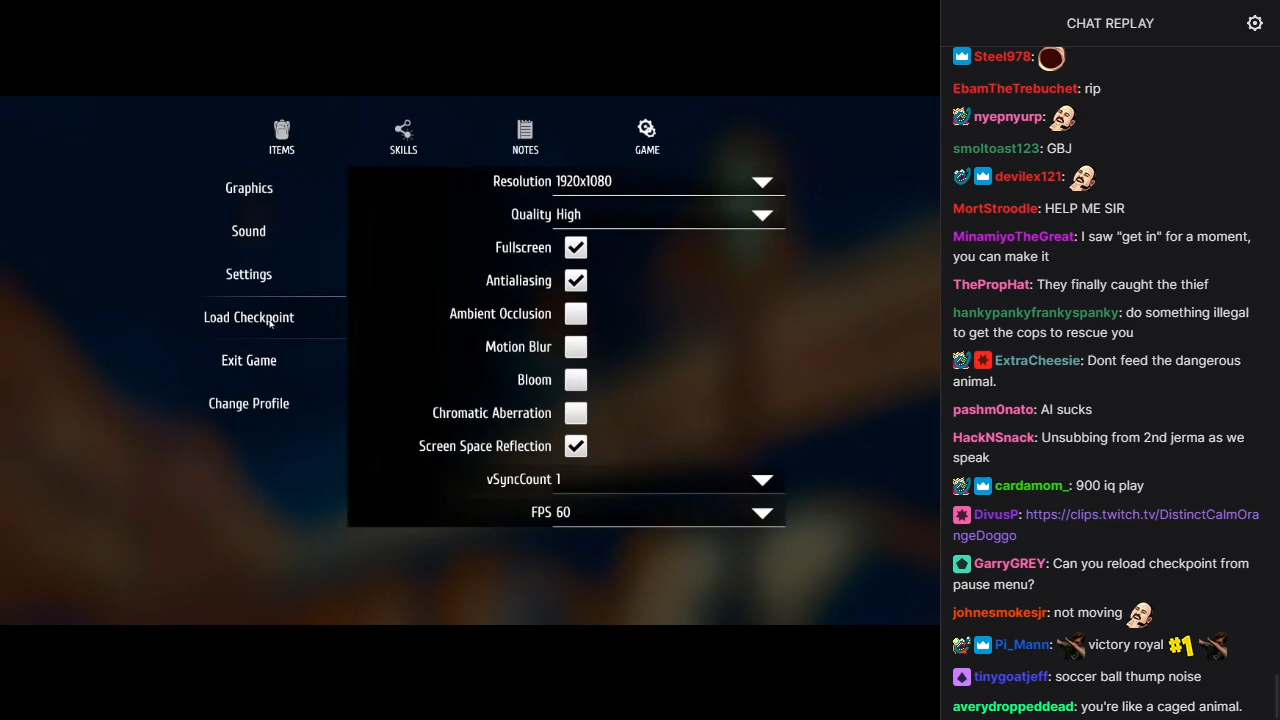 ITEMS
SKILLS
NOTES
GAME
Graphics
Sound
Settings
Load Checkpoint
Exit Game
Change Profile
Resolution 1920x1080
Quality High
Fullscreen
Antialiasing
Ambient Occlusion
Motion Blur
Bloom
Chromatic Aberration
Screen Space Reflection
vSyncCount 1
FPS 60
CHAT REPLAY
Steel978:
EbamTheTrebuchet: rip
nyepnyurp:
smoltoast123: GBJ
devilex121:
MortStroodle: HELP ME SIR
MinamiyoTheGreat: I saw "get in" for a moment,
you can make it
ThePropHat: They finally caught the thief
hankypankyfrankyspanky: do something illegal
to get the cops to rescue you
ExtraCheesie: Dont feed the dangerous
animal.
pashm0nato: AI sucks
HackNSnack: Unsubbing from 2nd jerma as we
speak
cardamom_: 900 iq play
DivusP: https://clips.twitch.tv/DistinctCalmOra
ngeDoggo
GarryGREY: Can you reload checkpoint from
pause menu?
johnesmokesjr: not moving
Pi_Mann: victory royal #1
tinygoatjeff: soccer ball thump noise
averydroppeddead: you're like a caged animal.